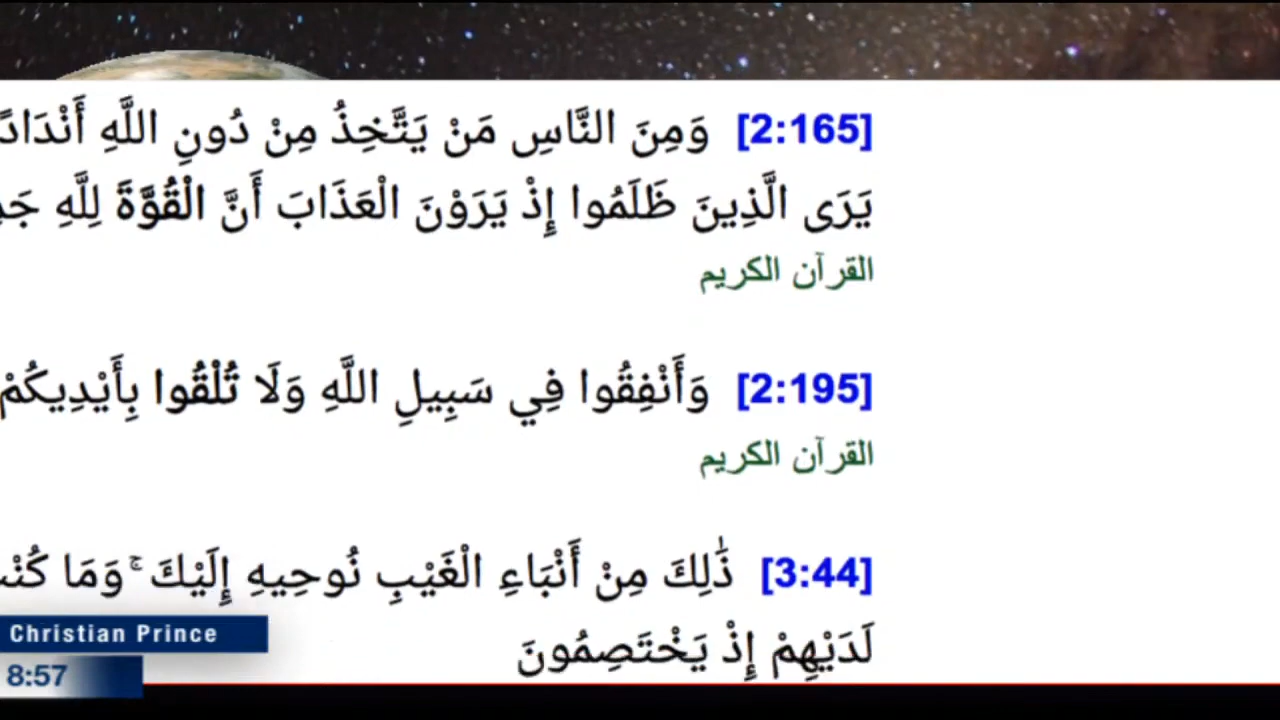 [2:165] وَمِنَ النَّاسِ مَنْ يَتَّخِذُ مِنْ دُونِ اللَّهِ أَنْدَادً
يَرَى الَّذِينَ ظَلَمُوا إِذْ يَرَوْنَ الْعَذَابَ أَنَّ الْقُوَّةَ لِلَّهِ
القرآن الكريم
[2:195] وَأَنْفِقُوا فِي سَبِيلِ اللَّهِ وَلَا تُلْقُوا بِأَيْدِيكُمْ
القرآن الكريم
[3:44] ذَٰلِكَ مِنْ أَنْبَاءِ الْغَيْبِ نُوحِيهِ إِلَيْكَ ۚ وَمَا
لَدَيْهِمْ إِذْ يَخْتَصِمُونَ
Christian Prince
8:57